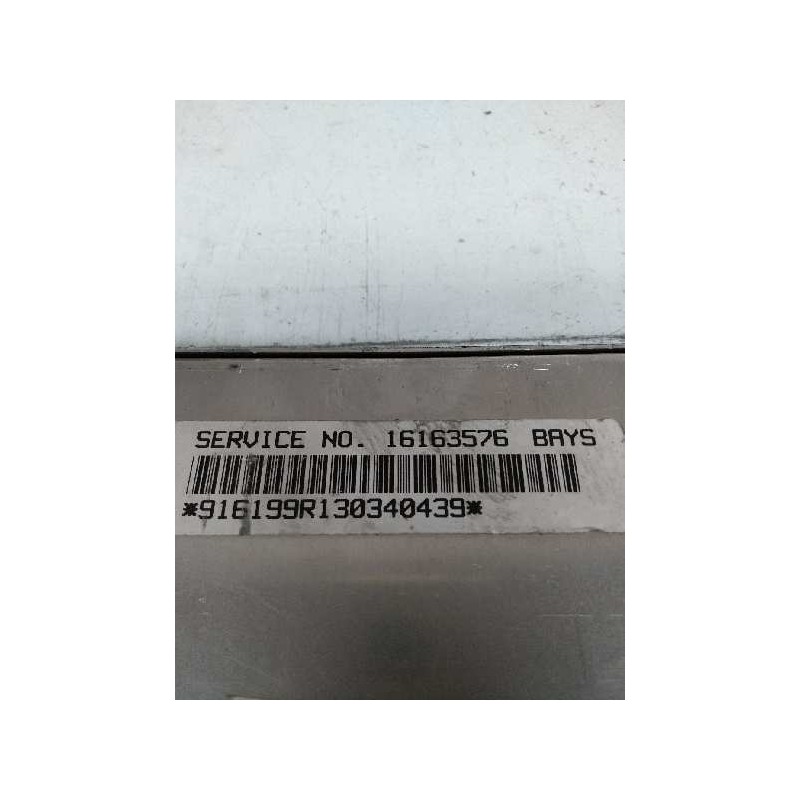 SERVICE NO. 16163576 BAYS
*916199R130340439*